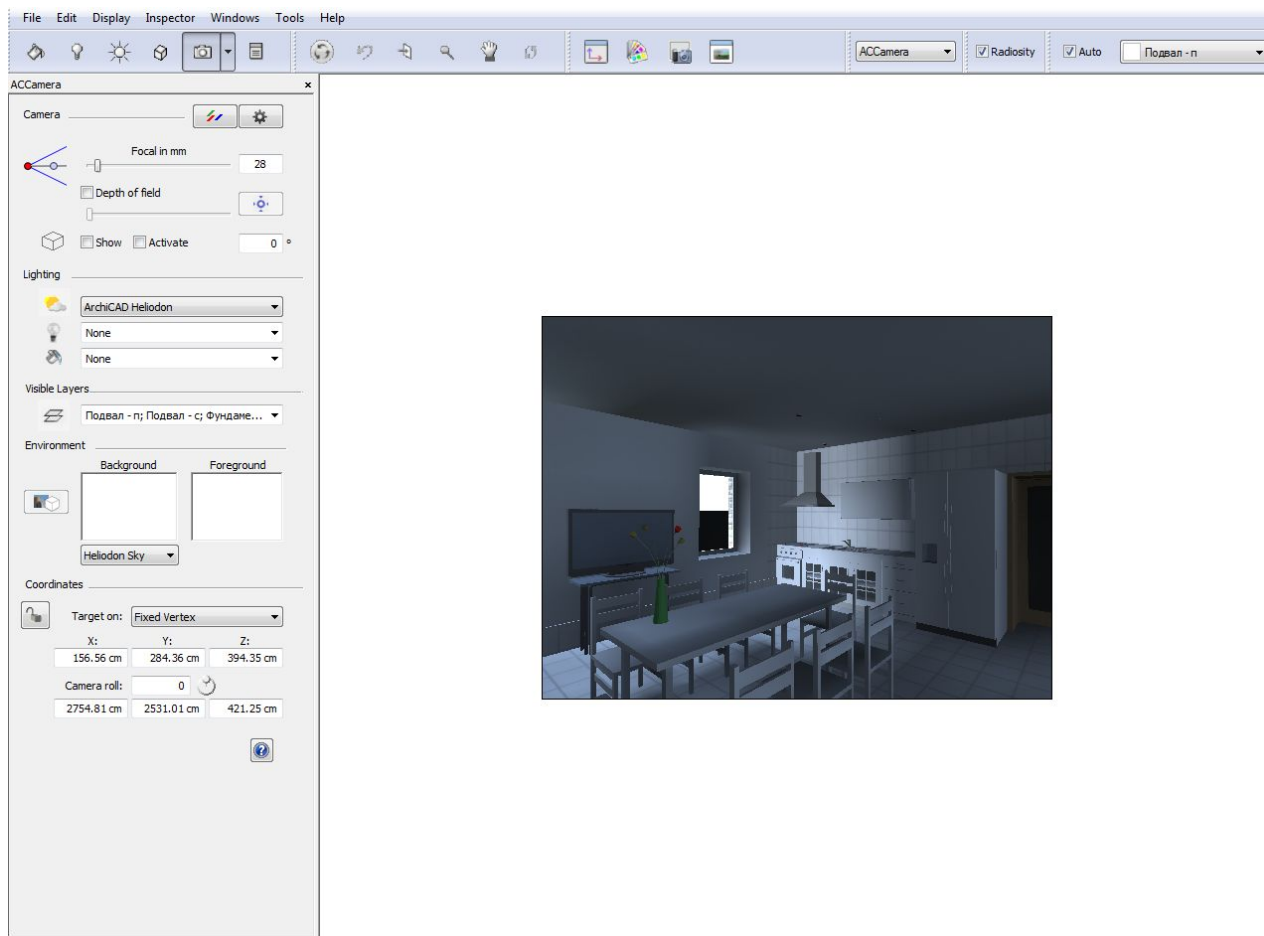 File Edit Display Inspector Windows Tools Help
ACCamera Radiosity Auto Подвал - п
ACCamera x
Camera
Focal in mm
28
Depth of field
Show Activate 0 °
Lighting
ArchiCAD Heliodon
None
None
Visible Layers
Подвал - п; Подвал - с; Фундаме...
Environment
Background Foreground
Heliodon Sky
Coordinates
Target on: Fixed Vertex
X: Y: Z:
156.56 cm 284.36 cm 394.35 cm
Camera roll: 0
2754.81 cm 2531.01 cm 421.25 cm
?